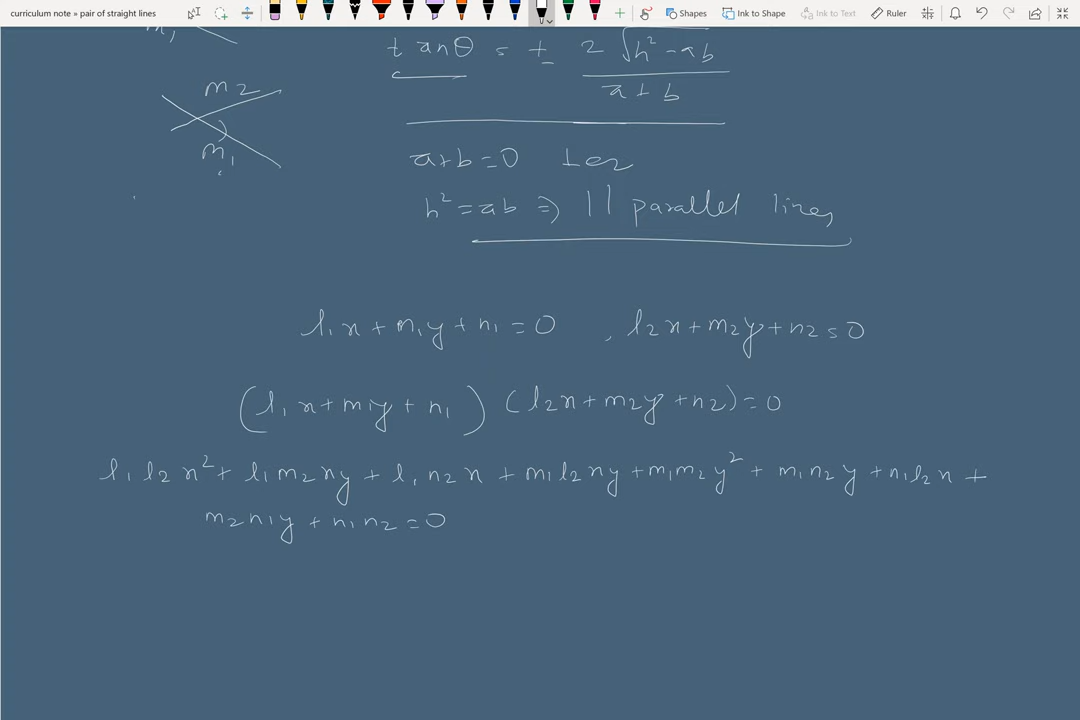 curriculum note » pair of straight lines
Shapes Ink to Shape Ink to Text Ruler
m₁
tanθ = ± 2√h² - ab
a + b
m2
m₁
a+b=0 ⊥er
h² = ab ⇒ || parallel lines
l₁x + m₁y + n₁ = 0 , l2x + m2y + n2 = 0
(l₁x + m₁y + n₁) (l2x + m2y + n2) = 0
l₁l2x² + l₁m2xy + l₁n2x + m₁l2xy + m₁m2y² + m₁n2y + n₁l2x +
m2n₁y + n₁n2 = 0